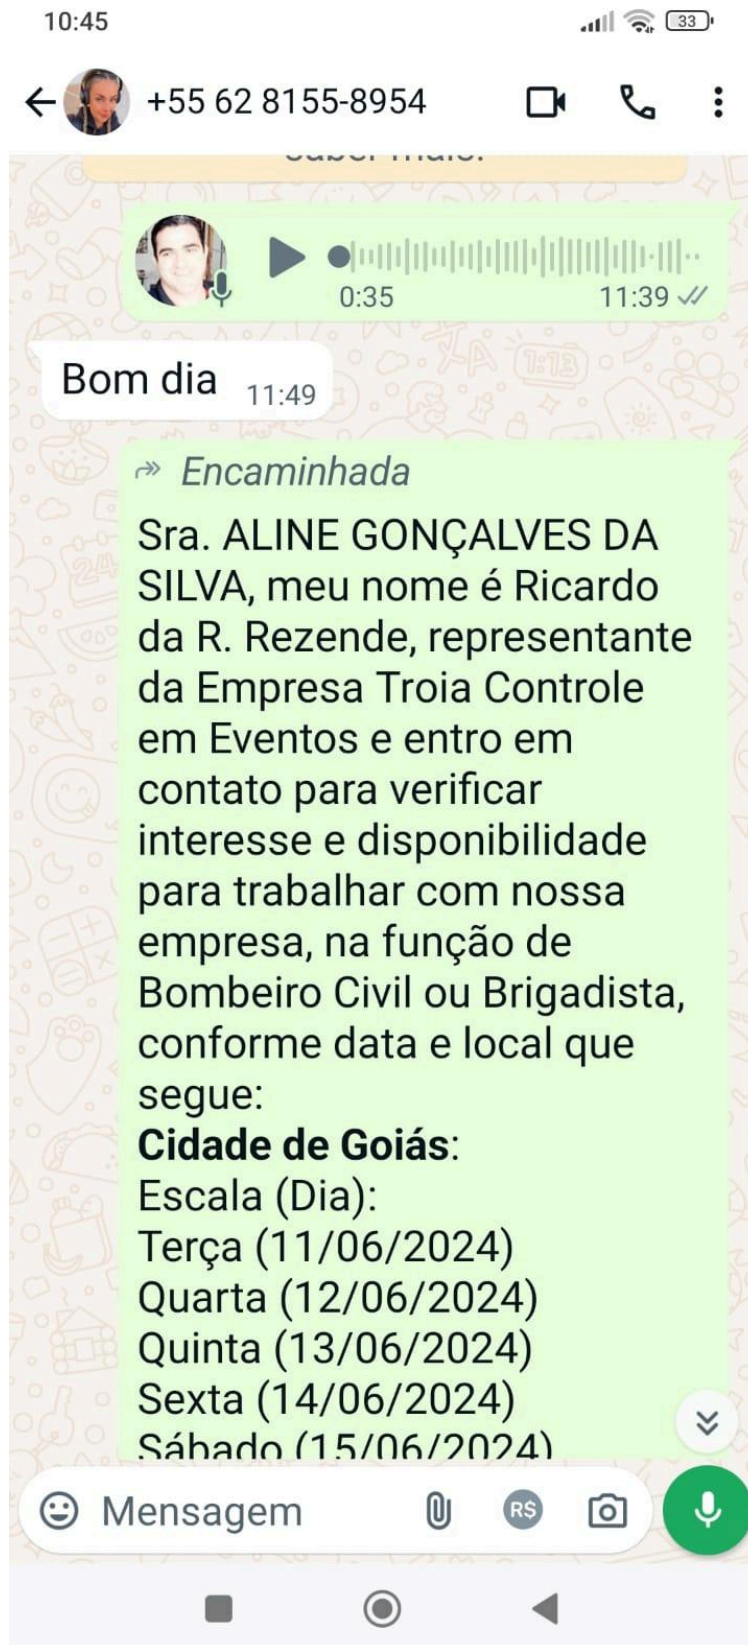 10:45
33
+55 62 8155-8954
saber mais.
0:35
11:39
Bom dia 11:49
Encaminhada
Sra. ALINE GONÇALVES DA
SILVA, meu nome é Ricardo
da R. Rezende, representante
da Empresa Troia Controle
em Eventos e entro em
contato para verificar
interesse e disponibilidade
para trabalhar com nossa
empresa, na função de
Bombeiro Civil ou Brigadista,
conforme data e local que
segue:
Cidade de Goiás:
Escala (Dia):
Terça (11/06/2024)
Quarta (12/06/2024)
Quinta (13/06/2024)
Sexta (14/06/2024)
Sábado (15/06/2024)
Mensagem
R$